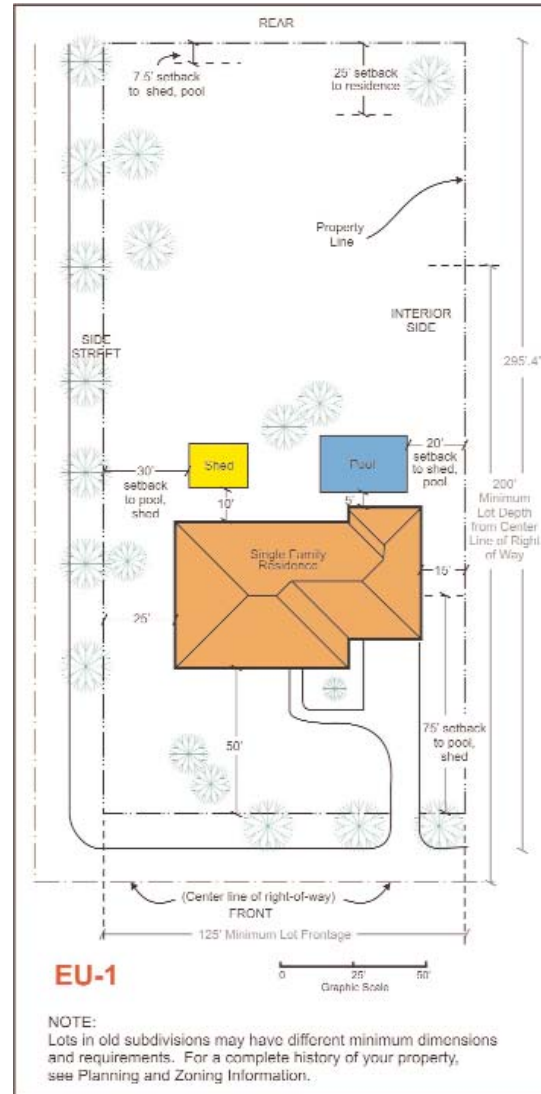 REAR
7.5' setback
to shed, pool
25' setback
to residence
Property
Line
SIDE
STREET
INTERIOR
SIDE
295'.4"
30'
setback
to pool,
shed
Shed
Pool
20'
setback
to shed,
pool
200'
Minimum
Lot Depth
from Center
Line of Right
of Way
10'
5'
Single Family
Residence
15'
25'
50'
75' setback
to pool,
shed
(Center line of right-of-way)
FRONT
125' Minimum Lot Frontage
EU-1
0 25' 50'
Graphic Scale
NOTE:
Lots in old subdivisions may have different minimum dimensions
and requirements. For a complete history of your property,
see Planning and Zoning Information.